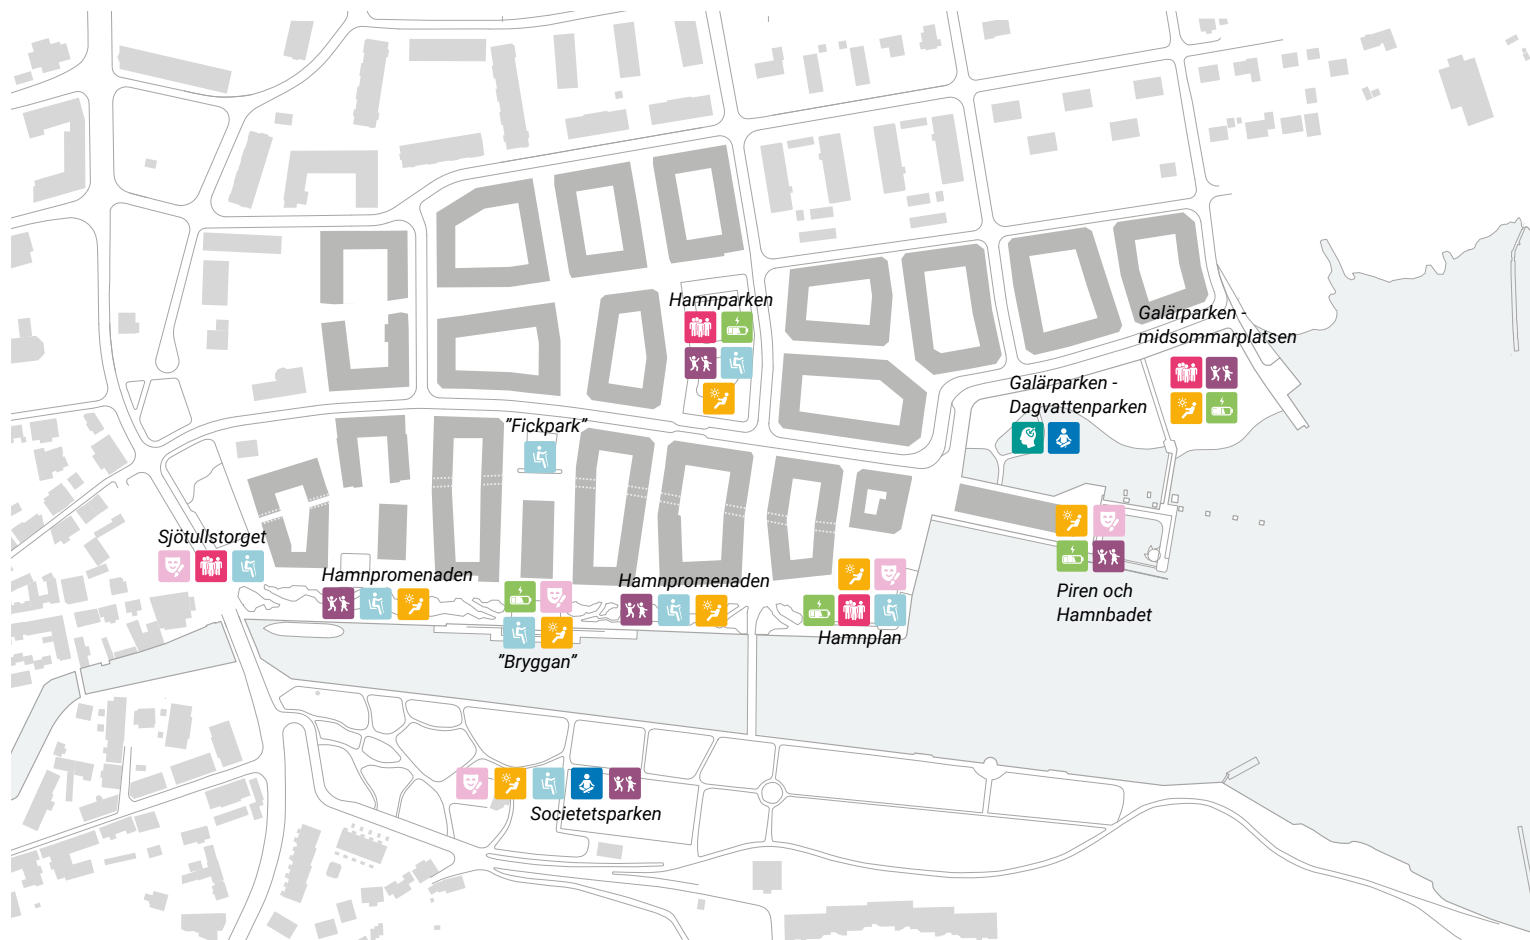 Hamnparken
Galärparken -
midsommarplatsen
Galärparken -
Dagvattenparken
”Fickpark”
Sjötullstorget
Hamnpromenaden
Hamnpromenaden
Piren och
Hamnbadet
Hamnplan
”Bryggan”
Societetsparken